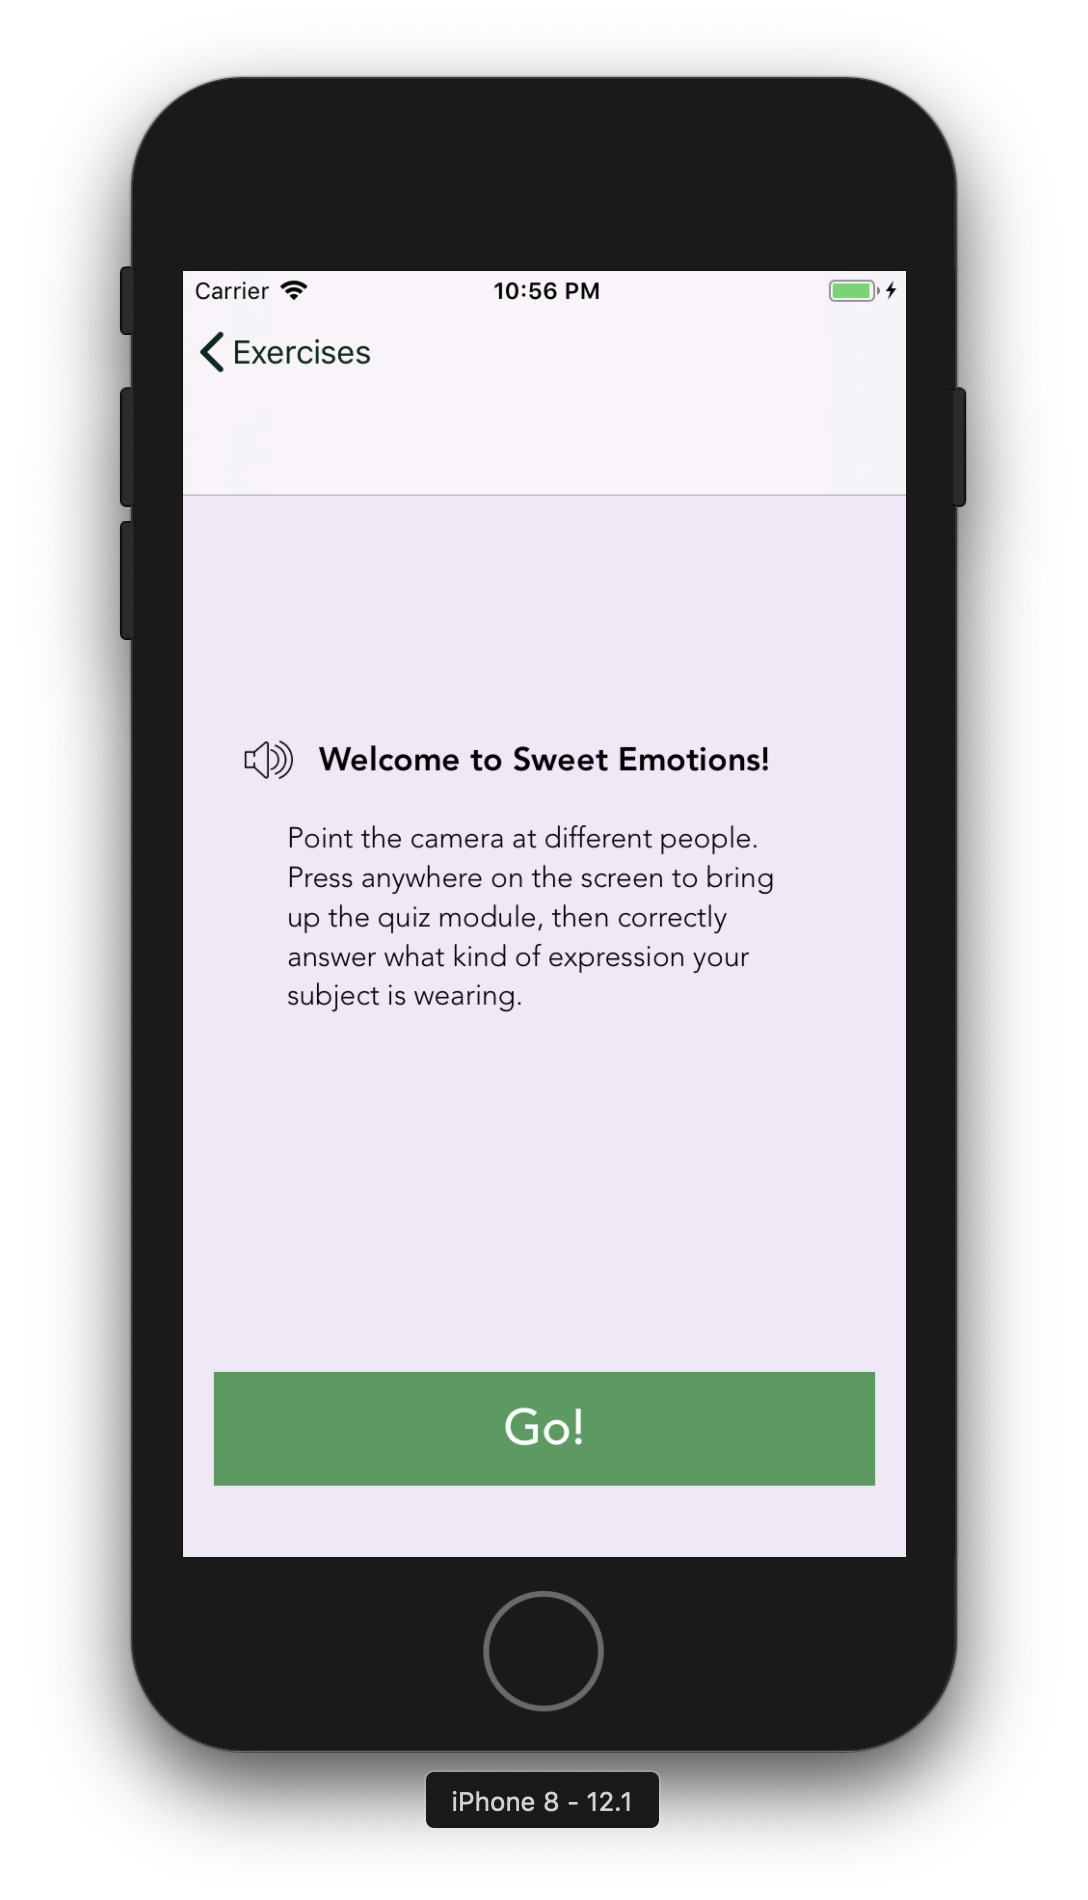 Carrier 10:56 PM
Exercises
Welcome to Sweet Emotions!
Point the camera at different people.
Press anywhere on the screen to bring
up the quiz module, then correctly
answer what kind of expression your
subject is wearing.
Go!
iPhone 8 - 12.1